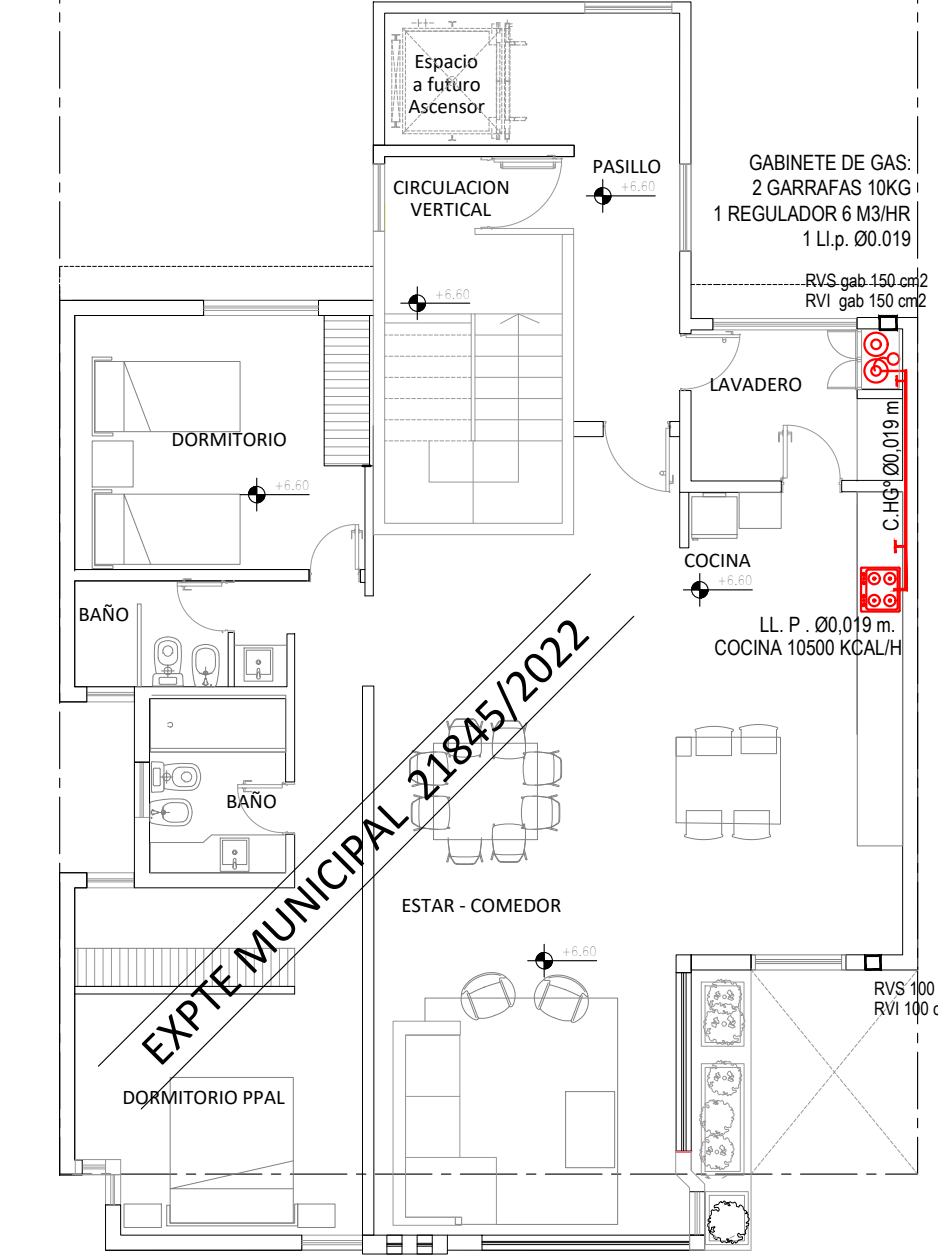 Espacio
a futuro
Ascensor
PASILLO
+6.60
CIRCULACION
VERTICAL
+6.60
GABINETE DE GAS:
2 GARRAFAS 10KG
1 REGULADOR 6 M3/HR
1 Ll.p. Ø0.019
RVS gab 150 cm2
RVI gab 150 cm2
LAVADERO
DORMITORIO
+6.60
C.HGº Ø0,019 m
COCINA
+6.60
BAÑO
LL. P . Ø0,019 m.
COCINA 10500 KCAL/H
EXPTE MUNICIPAL 21845/2022
BAÑO
ESTAR - COMEDOR
+6.60
RVS 100
RVI 100
DORMITORIO PPAL